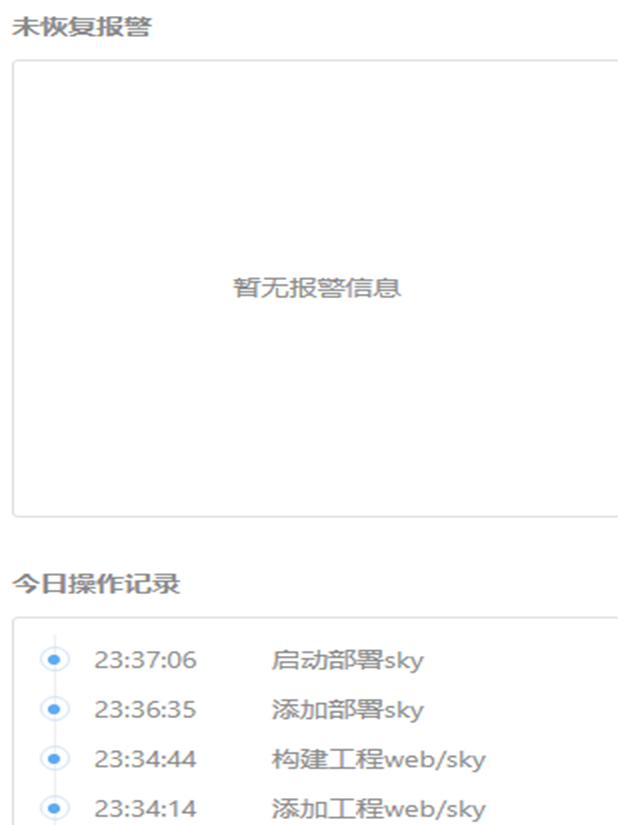 未恢复报警
暂无报警信息
今日操作记录
23:37:06 启动部署sky
23:36:35 添加部署sky
23:34:44 构建工程web/sky
23:34:14 添加工程web/sky